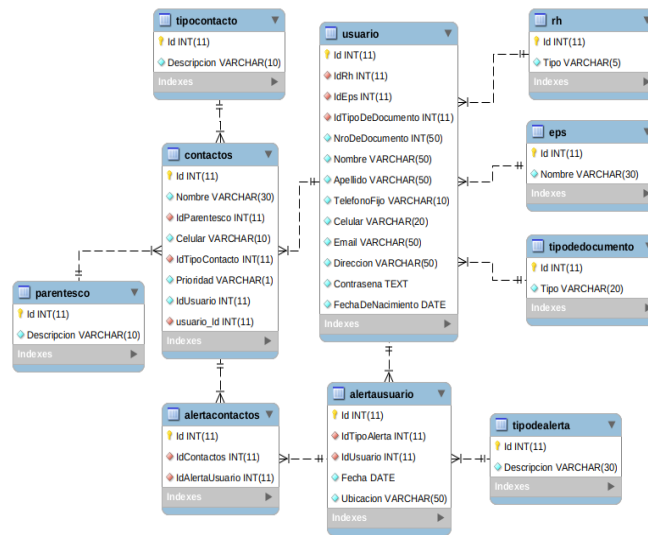 tipocontacto
Id INT(11)
Descripcion VARCHAR(10)
Indexes
usuario
Id INT(11)
IdRh INT(11)
IdEps INT(11)
IdTipoDeDocumento INT(11)
NroDeDocumento INT(50)
Nombre VARCHAR(50)
Apellido VARCHAR(50)
TelefonoFijo VARCHAR(10)
Celular VARCHAR(20)
Email VARCHAR(50)
Direccion VARCHAR(50)
Contrasena TEXT
FechaDeNacimiento DATE
Indexes
rh
Id INT(11)
Tipo VARCHAR(5)
Indexes
eps
Id INT(11)
Nombre VARCHAR(30)
Indexes
tipodedocumento
Id INT(11)
Tipo VARCHAR(20)
Indexes
contactos
Id INT(11)
Nombre VARCHAR(30)
IdParentesco INT(11)
Celular VARCHAR(10)
IdTipoContacto INT(11)
Prioridad VARCHAR(1)
IdUsuario INT(11)
usuario_Id INT(11)
Indexes
parentesco
Id INT(11)
Descripcion VARCHAR(10)
Indexes
alertacontactos
Id INT(11)
IdContactos INT(11)
IdAlertaUsuario INT(11)
Indexes
alertausuario
Id INT(11)
IdTipoAlerta INT(11)
IdUsuario INT(11)
Fecha DATE
Ubicacion VARCHAR(50)
Indexes
tipodealerta
Id INT(11)
Descripcion VARCHAR(30)
Indexes